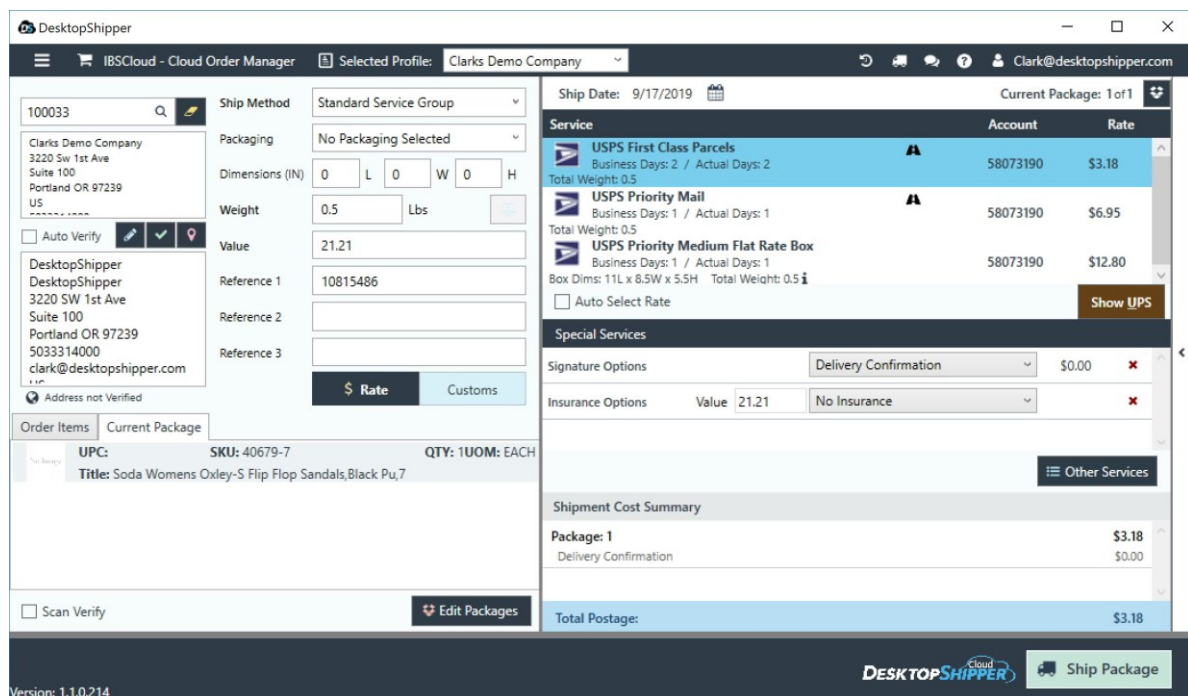 DesktopShipper
IBSCloud - Cloud Order Manager Selected Profile: Clarks Demo Company Clark@desktopshipper.com
100033
Clarks Demo Company
3220 Sw 1st Ave
Suite 100
Portland OR 97239
US
Auto Verify
DesktopShipper
DesktopShipper
3220 SW 1st Ave
Suite 100
Portland OR 97239
5033314000
clark@desktopshipper.com
Address not Verified
Ship Method Standard Service Group
Packaging No Packaging Selected
Dimensions (IN) 0 L 0 W 0 H
Weight 0.5 Lbs
Value 21.21
Reference 1 10815486
Reference 2
Reference 3
$ Rate Customs
Order Items Current Package
No Image UPC: SKU: 40679-7 QTY: 1UOM: EACH
Title: Soda Womens Oxley-S Flip Flop Sandals,Black Pu,7
Scan Verify Edit Packages
Ship Date: 9/17/2019 Current Package: 1 of 1
Service Account Rate
USPS First Class Parcels
Business Days: 2 / Actual Days: 2 58073190 $3.18
Total Weight: 0.5
USPS Priority Mail
Business Days: 1 / Actual Days: 1 58073190 $6.95
Total Weight: 0.5
USPS Priority Medium Flat Rate Box
Business Days: 1 / Actual Days: 1 58073190 $12.80
Box Dims: 11L x 8.5W x 5.5H Total Weight: 0.5
Auto Select Rate Show UPS
Special Services
Signature Options Delivery Confirmation $0.00
Insurance Options Value 21.21 No Insurance
Other Services
Shipment Cost Summary
Package: 1 $3.18
Delivery Confirmation $0.00
Total Postage: $3.18
DESKTOPSHIPPER Cloud Ship Package
Version: 1.1.0.214